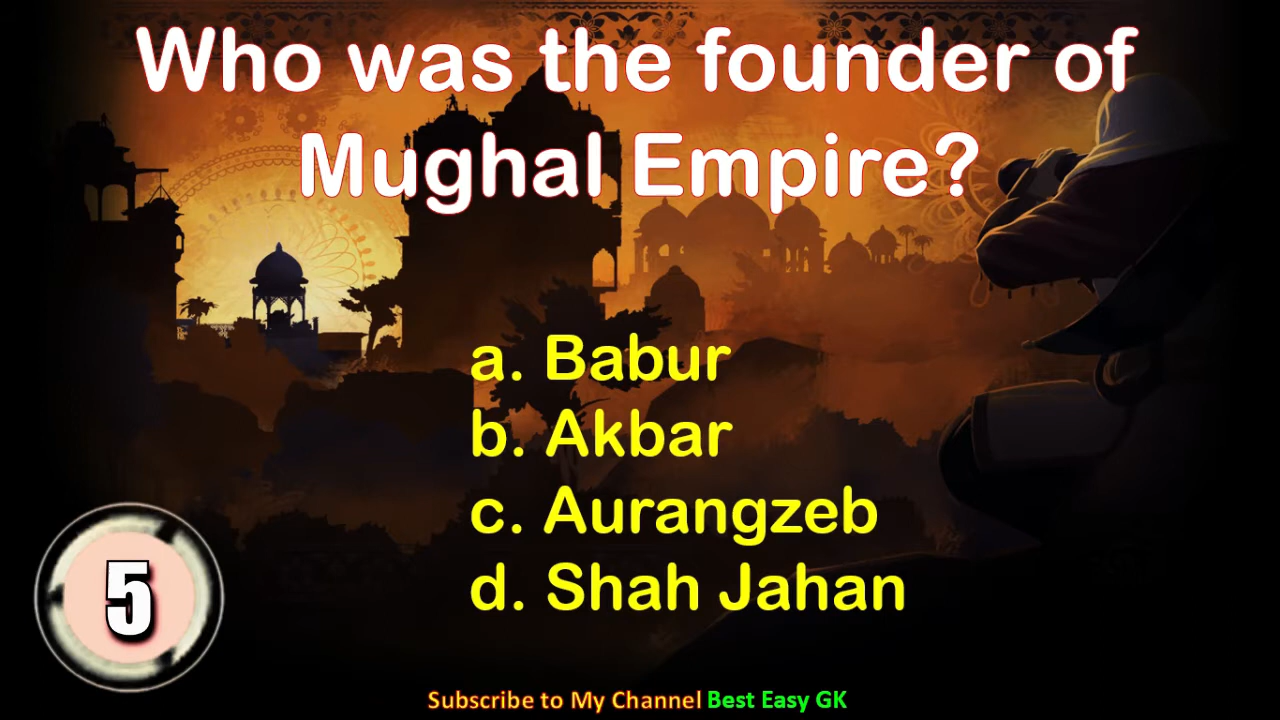 Who was the founder of
Mughal Empire?
a. Babur
b. Akbar
c. Aurangzeb
d. Shah Jahan
5
Subscribe to My Channel Best Easy GK